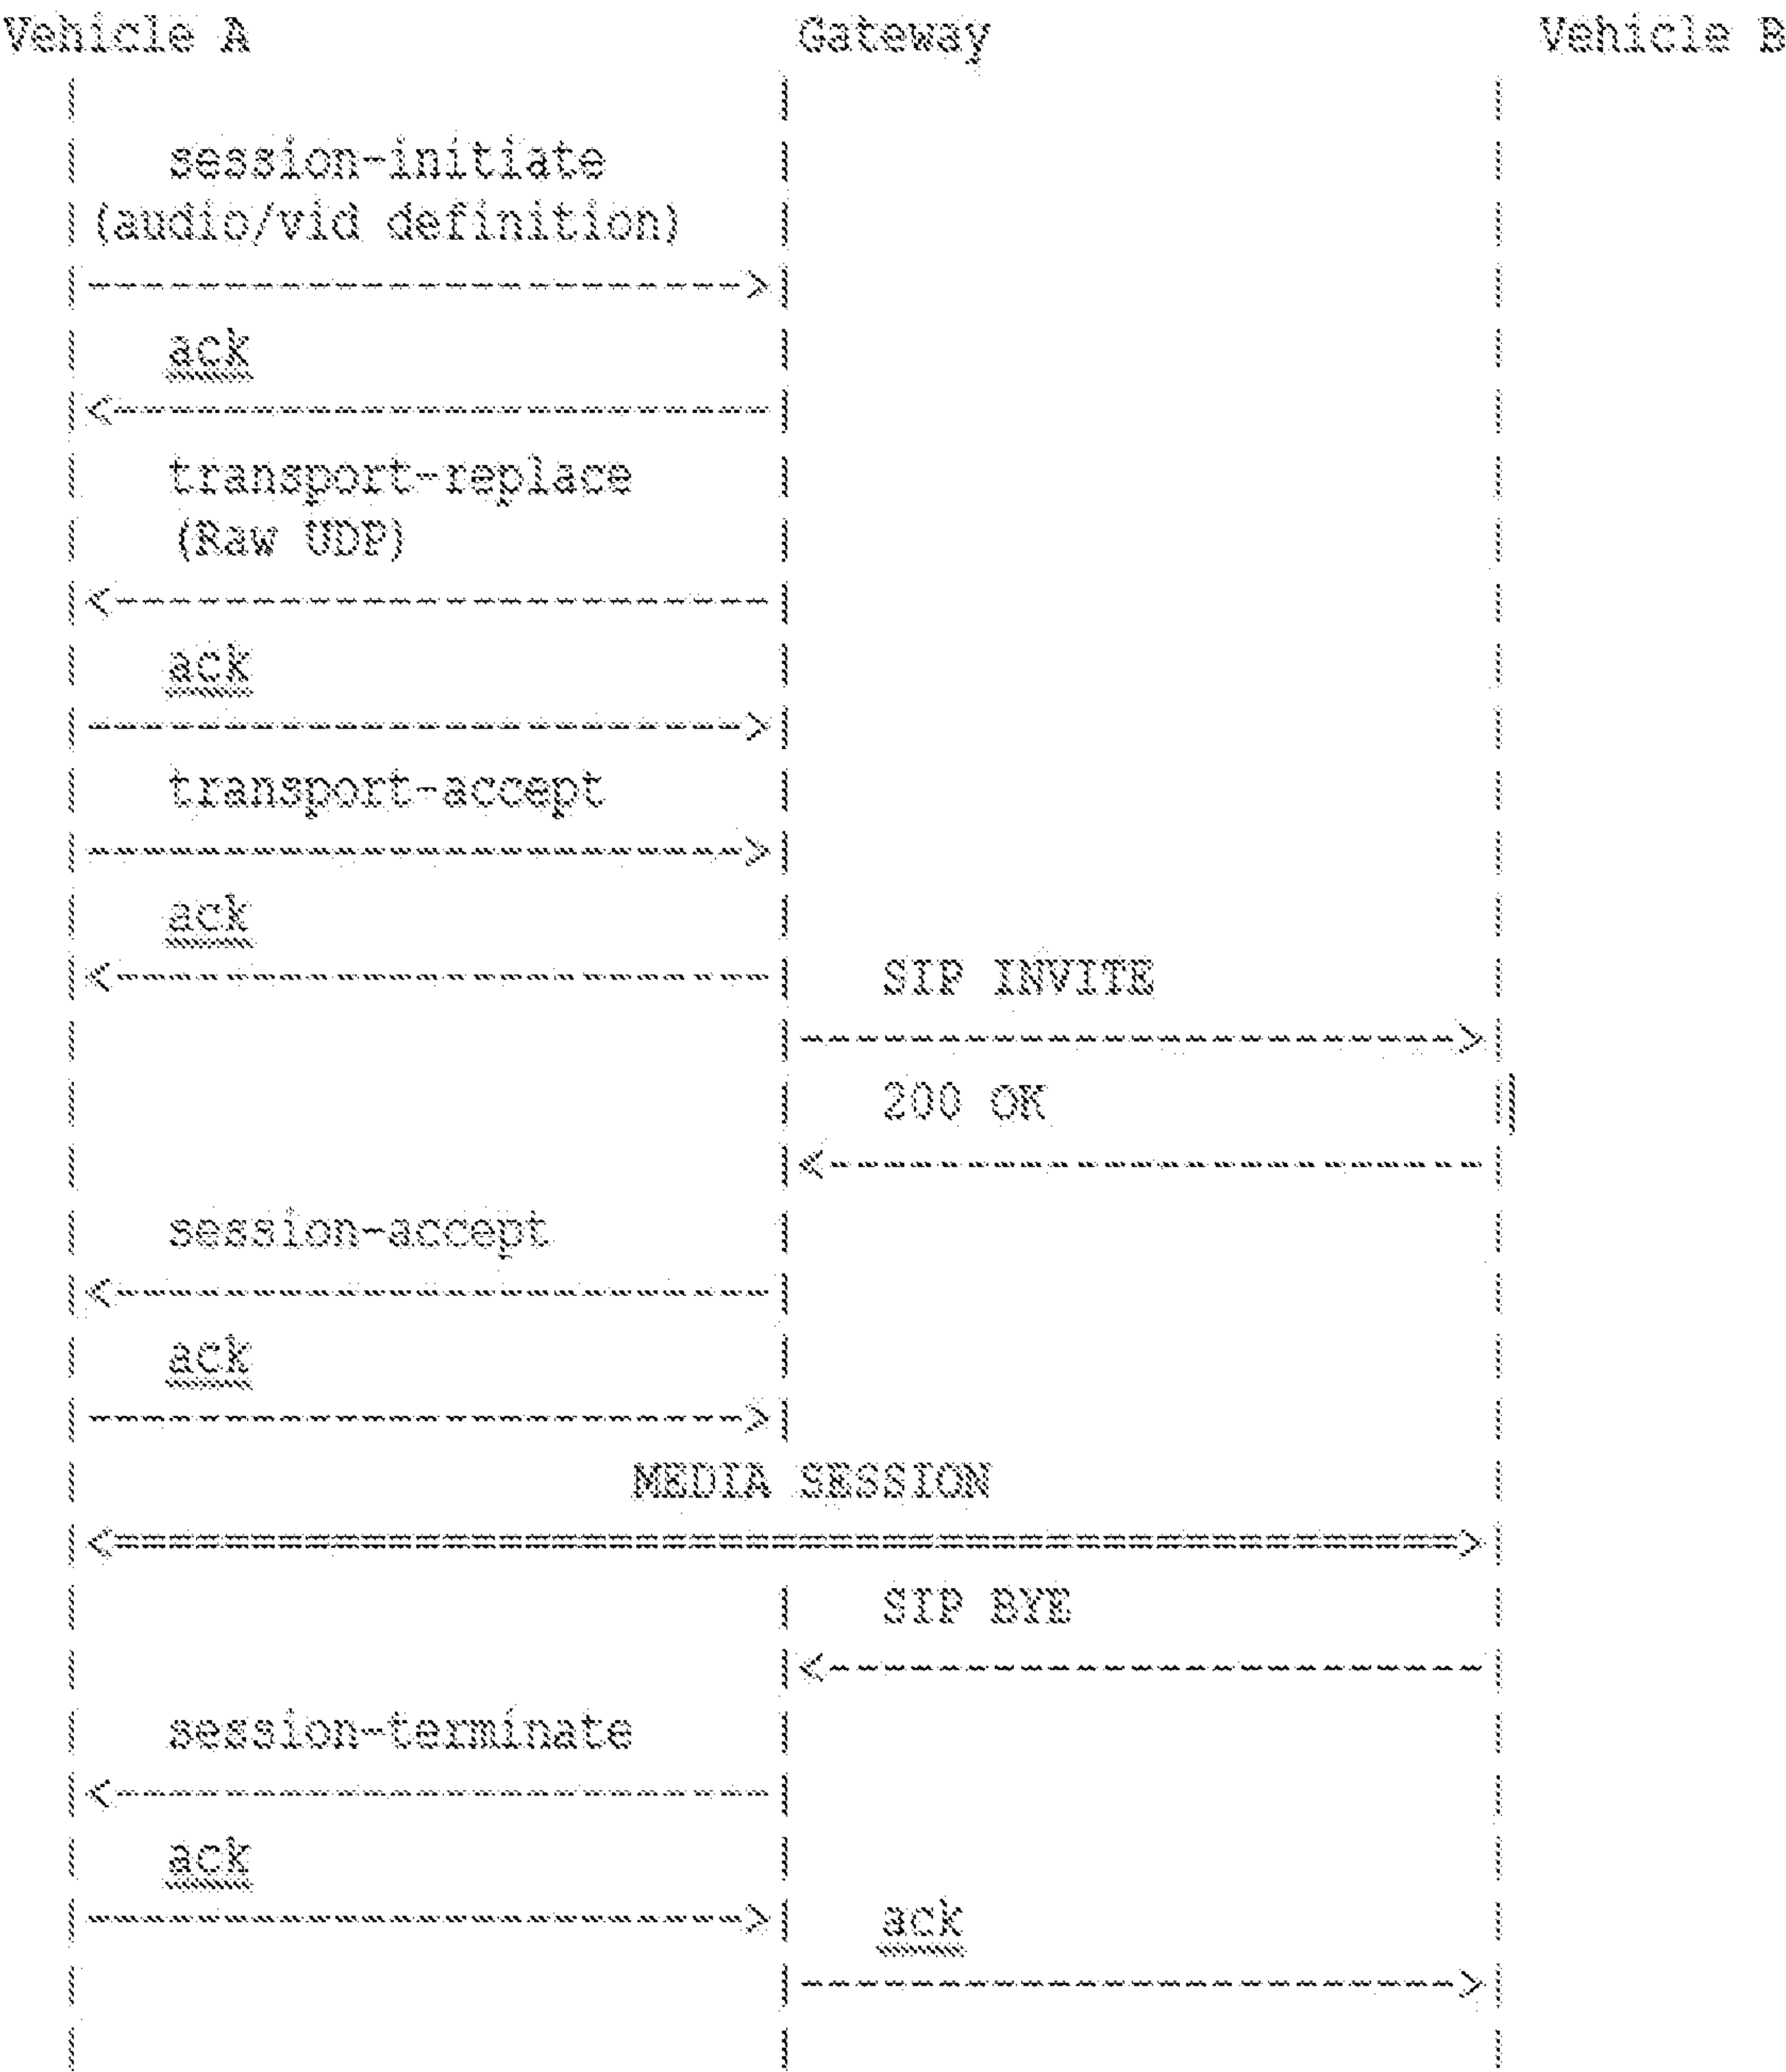 Vehicle A Gateway Vehicle B
session-initiate
(audio/vid definition)
ack
transport-replace
(Raw UDP)
ack
transport-accept
ack
SIP INVITE
200 OK
session-accept
ack
MEDIA SESSION
SIP BYE
session-terminate
ack
ack